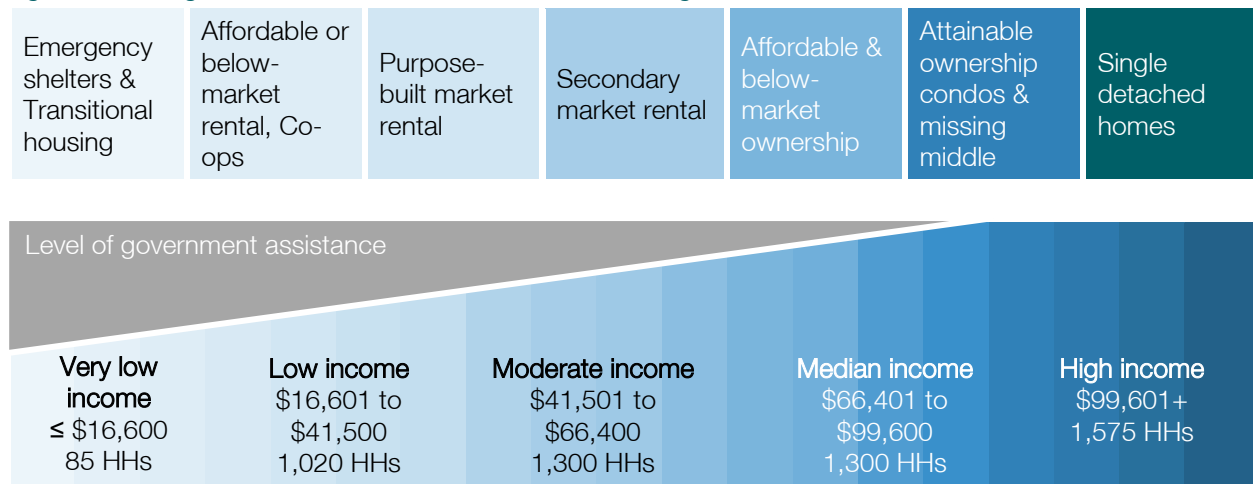 Emergency
shelters &
Transitional
housing
Affordable or
below-
market
rental, Co-
ops
Purpose-
built market
rental
Secondary
market rental
Affordable &
below-
market
ownership
Attainable
ownership
condos &
missing
middle
Single
detached
homes
Level of government assistance
Very low
income
≤ $16,600
85 HHs
Low income
$16,601 to
$41,500
1,020 HHs
Moderate income
$41,501 to
$66,400
1,300 HHs
Median income
$66,401 to
$99,600
1,300 HHs
High income
$99,601+
1,575 HHs